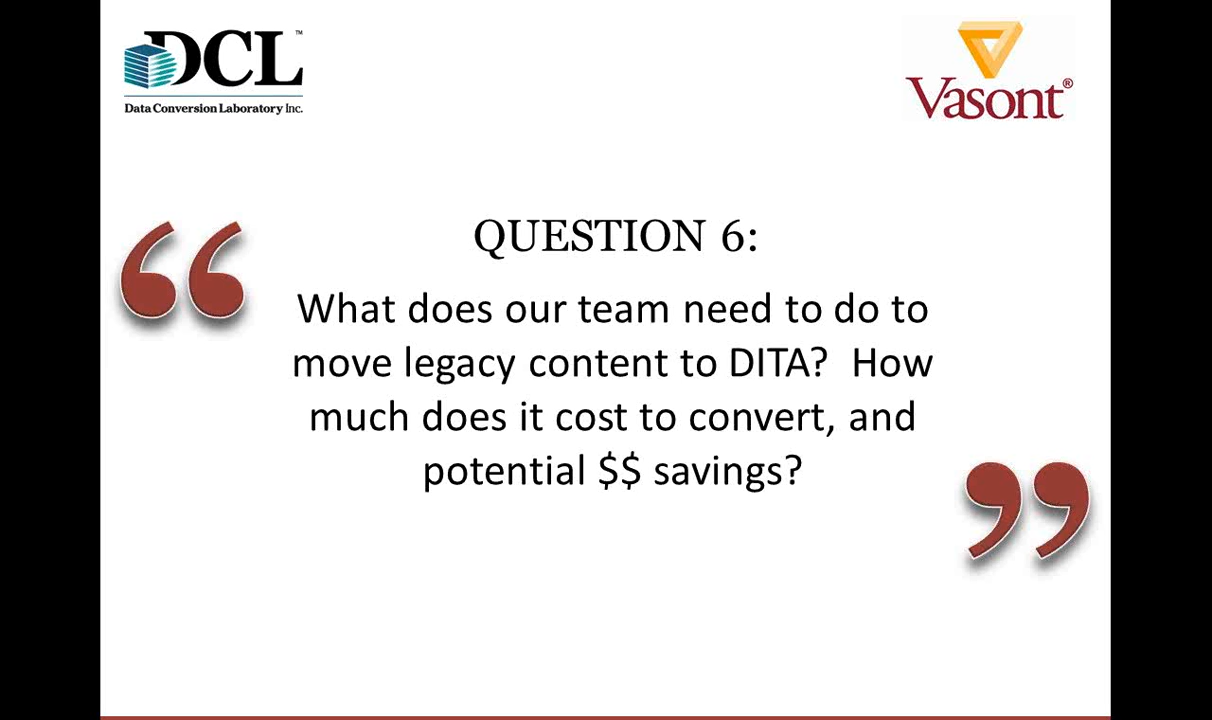 DCL™
Data Conversion Laboratory Inc.
Vasont®
“
QUESTION 6:
What does our team need to do to
move legacy content to DITA?  How
much does it cost to convert, and
potential $$ savings?
”